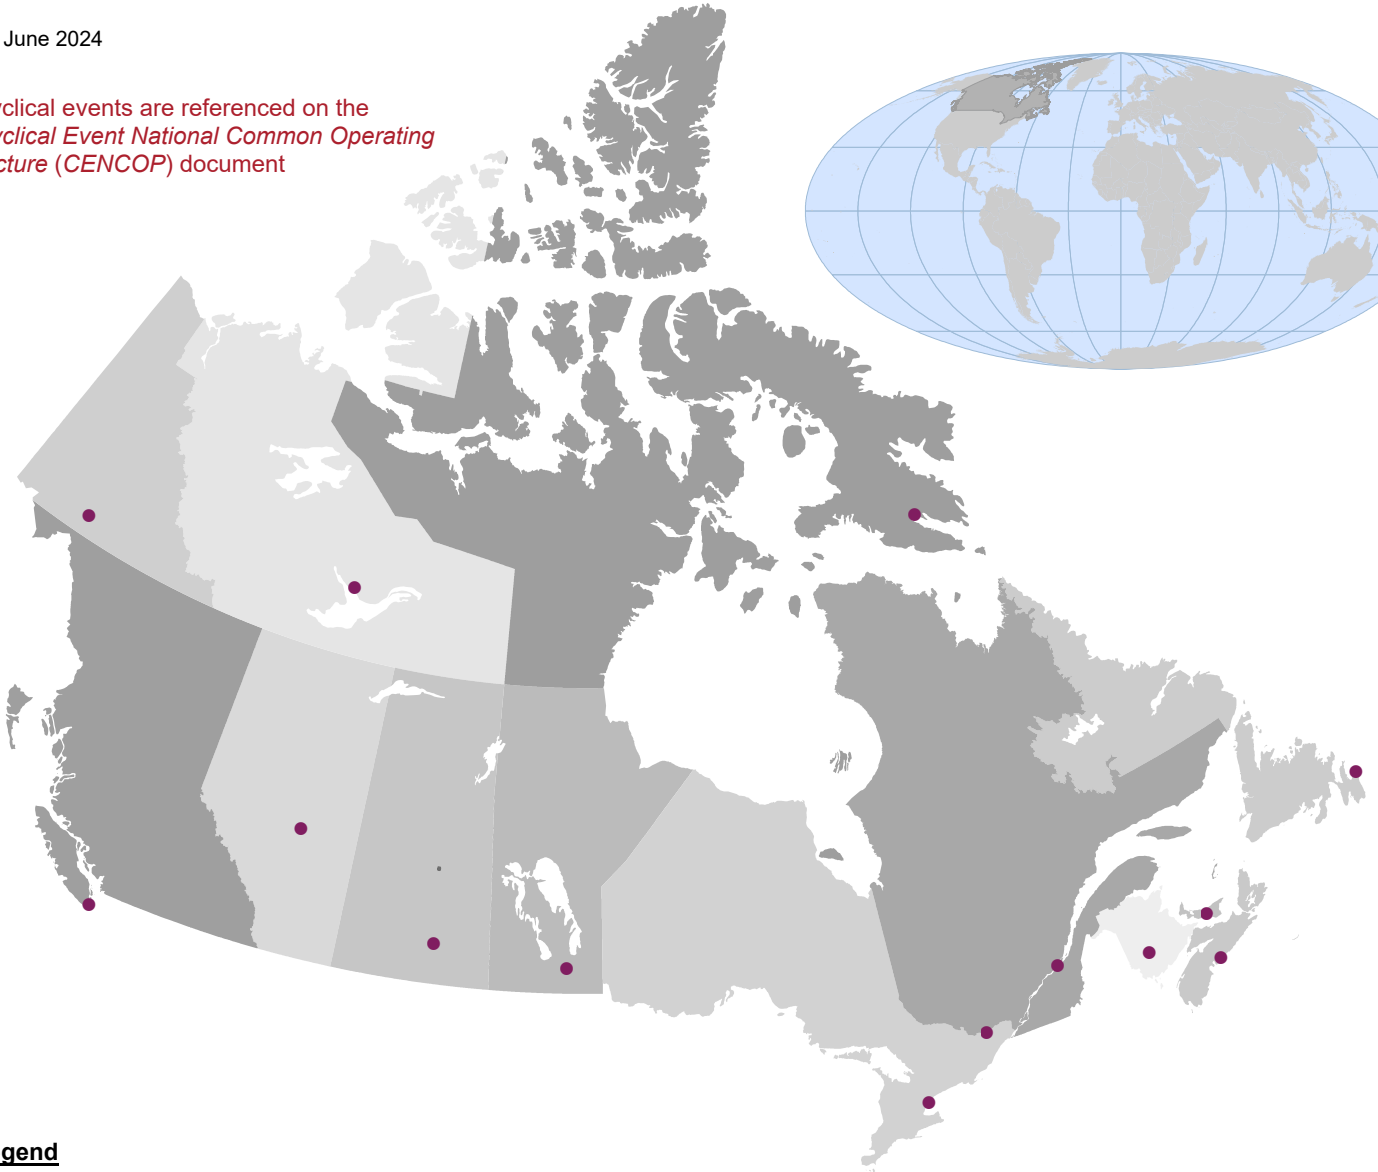 June 2024
yclical events are referenced on the
yclical Event National Common Operating
cture (CENCOP) document
gend